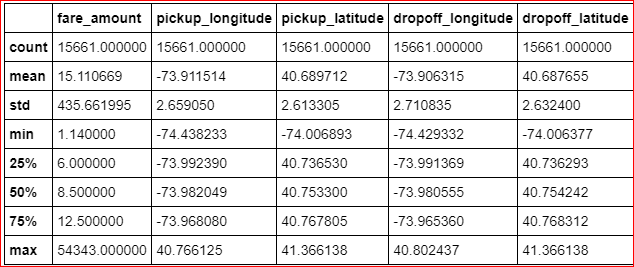 fare_amount pickup_longitude pickup_latitude dropoff_longitude dropoff_latitude
count 15661.000000 15661.000000 15661.000000 15661.000000 15661.000000
mean 15.110669 -73.911514 40.689712 -73.906315 40.687655
std 435.661995 2.659050 2.613305 2.710835 2.632400
min 1.140000 -74.438233 -74.006893 -74.429332 -74.006377
25% 6.000000 -73.992390 40.736530 -73.991369 40.736293
50% 8.500000 -73.982049 40.753300 -73.980555 40.754242
75% 12.500000 -73.968080 40.767805 -73.965360 40.768312
max 54343.000000 40.766125 41.366138 40.802437 41.366138